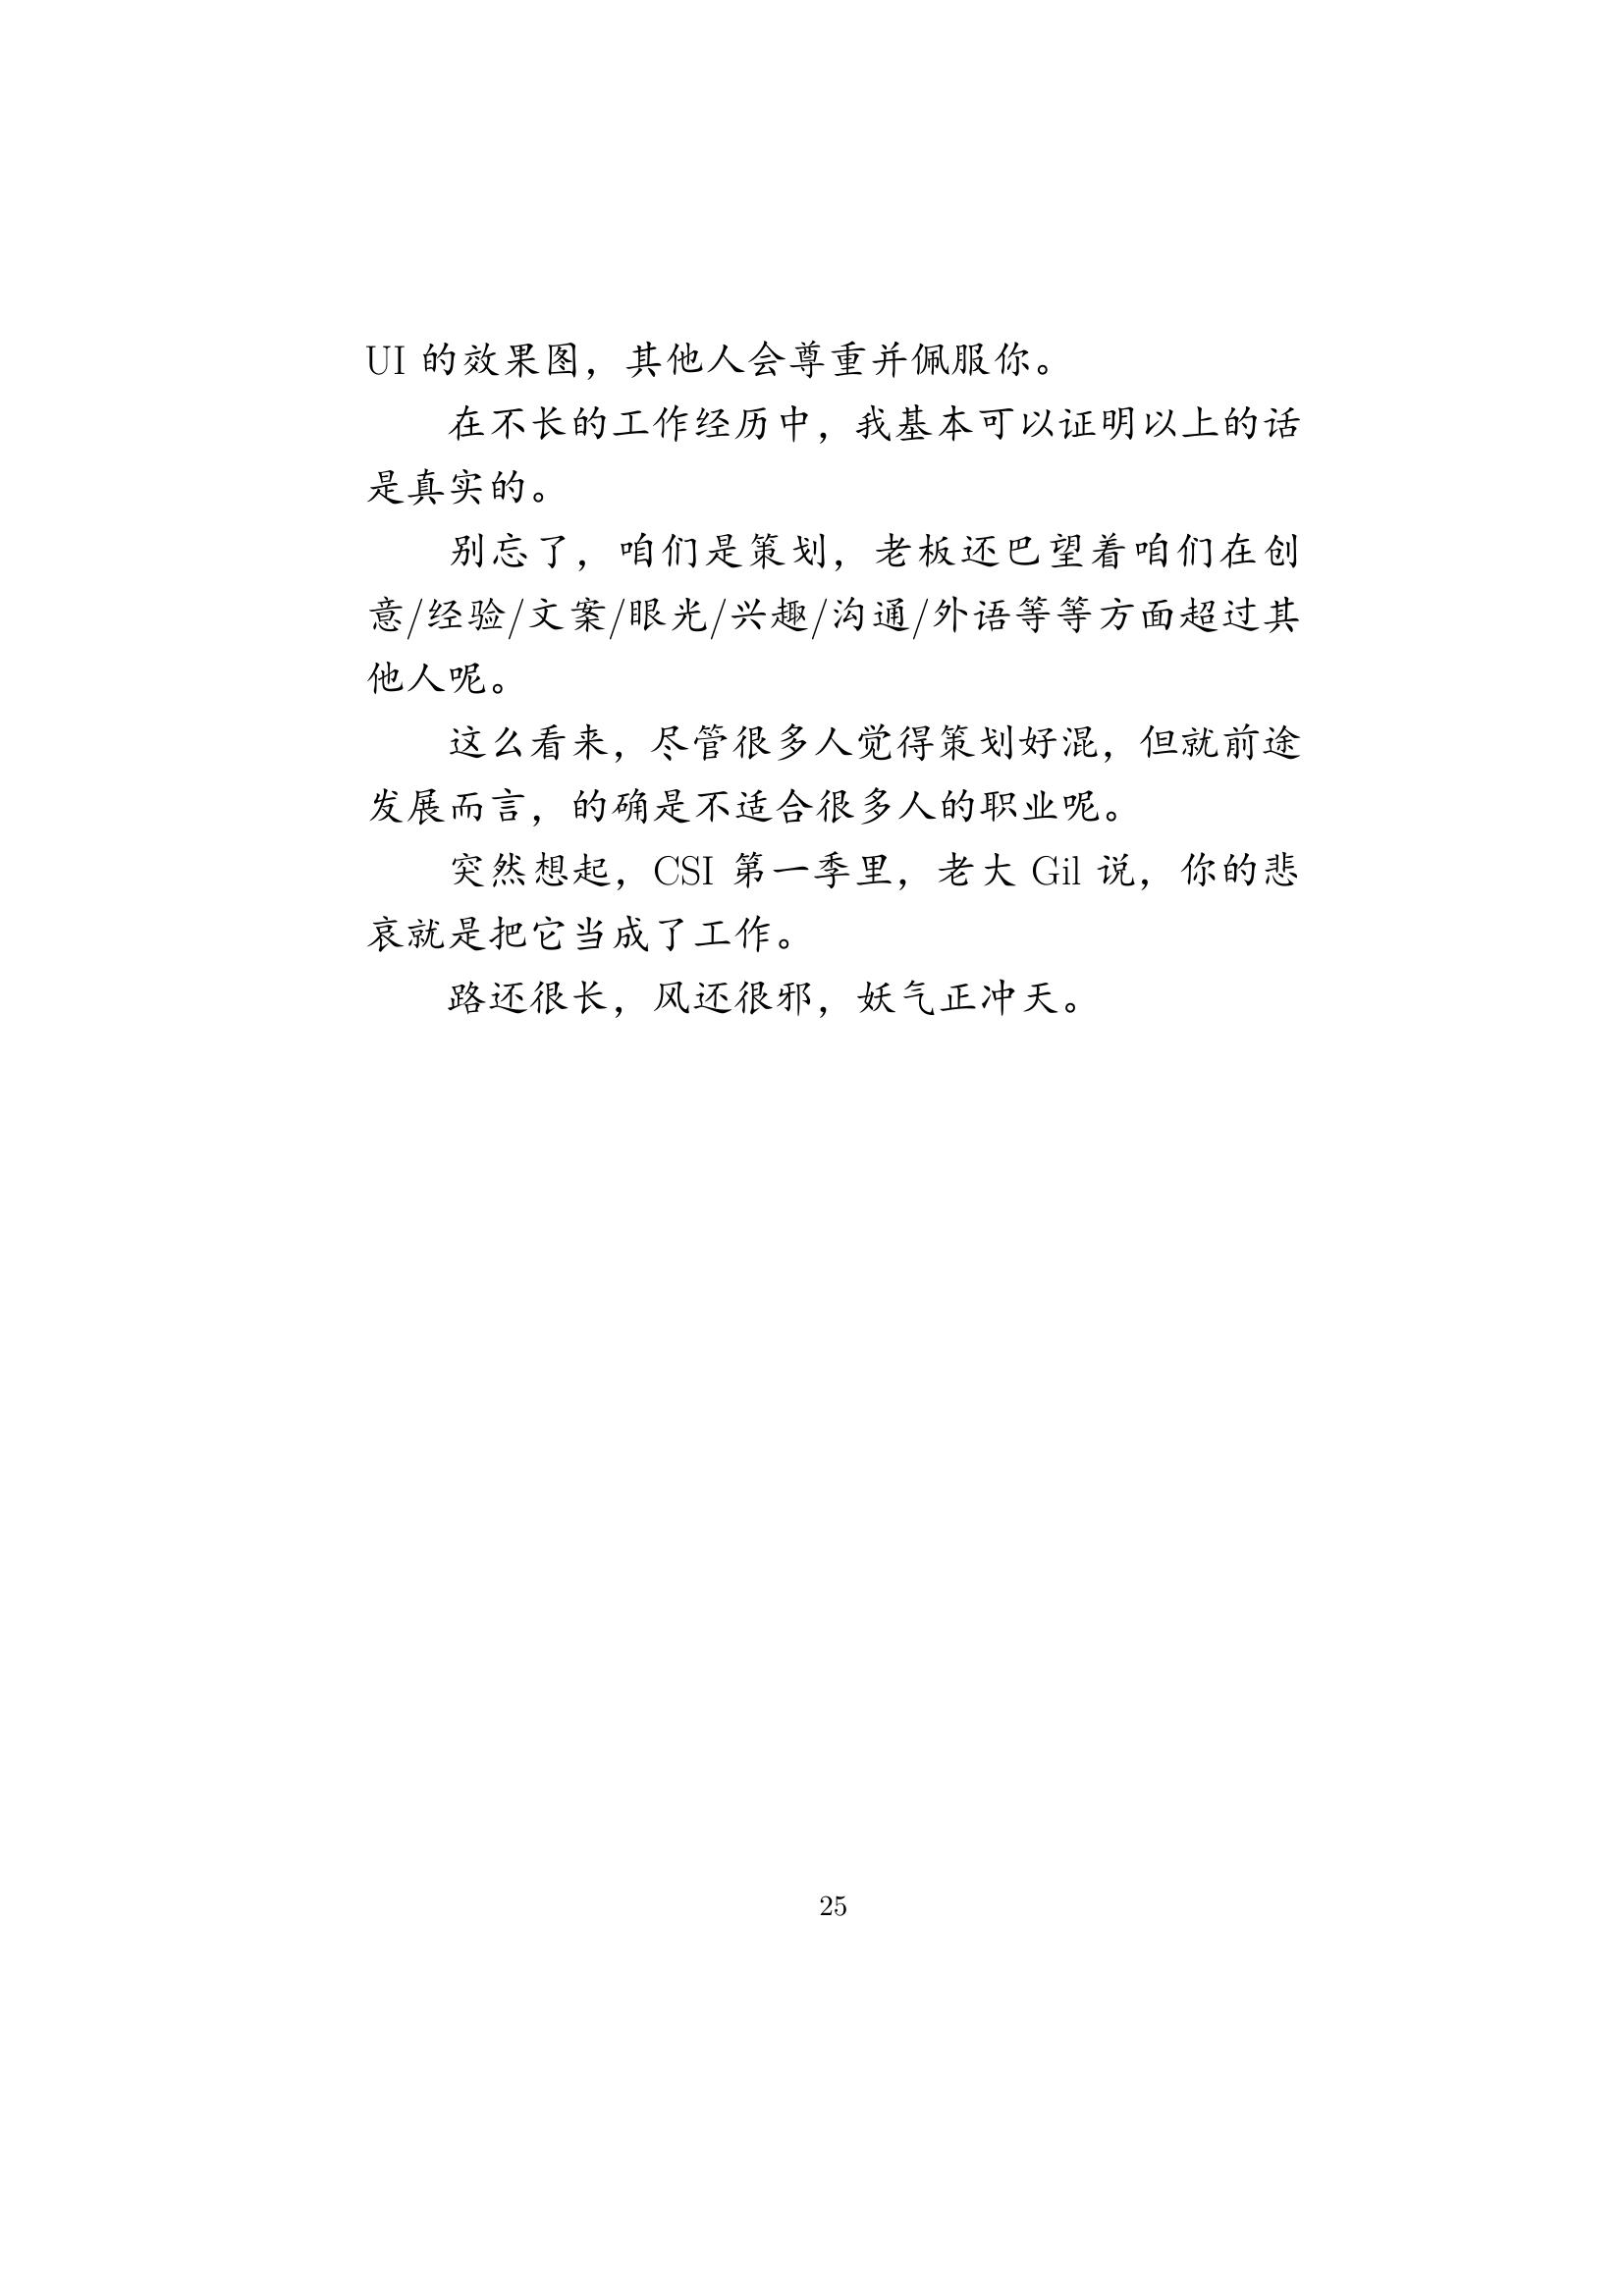 UI 的效果图，其他人会尊重并佩服你。
在不长的工作经历中，我基本可以证明以上的话
是真实的。
别忘了，咱们是策划，老板还巴望着咱们在创
意/经验/文案/眼光/兴趣/沟通/外语等等方面超过其
他人呢。
这么看来，尽管很多人觉得策划好混，但就前途
发展而言，的确是不适合很多人的职业呢。
突然想起，CSI 第一季里，老大 Gil 说，你的悲
哀就是把它当成了工作。
路还很长，风还很邪，妖气正冲天。
25